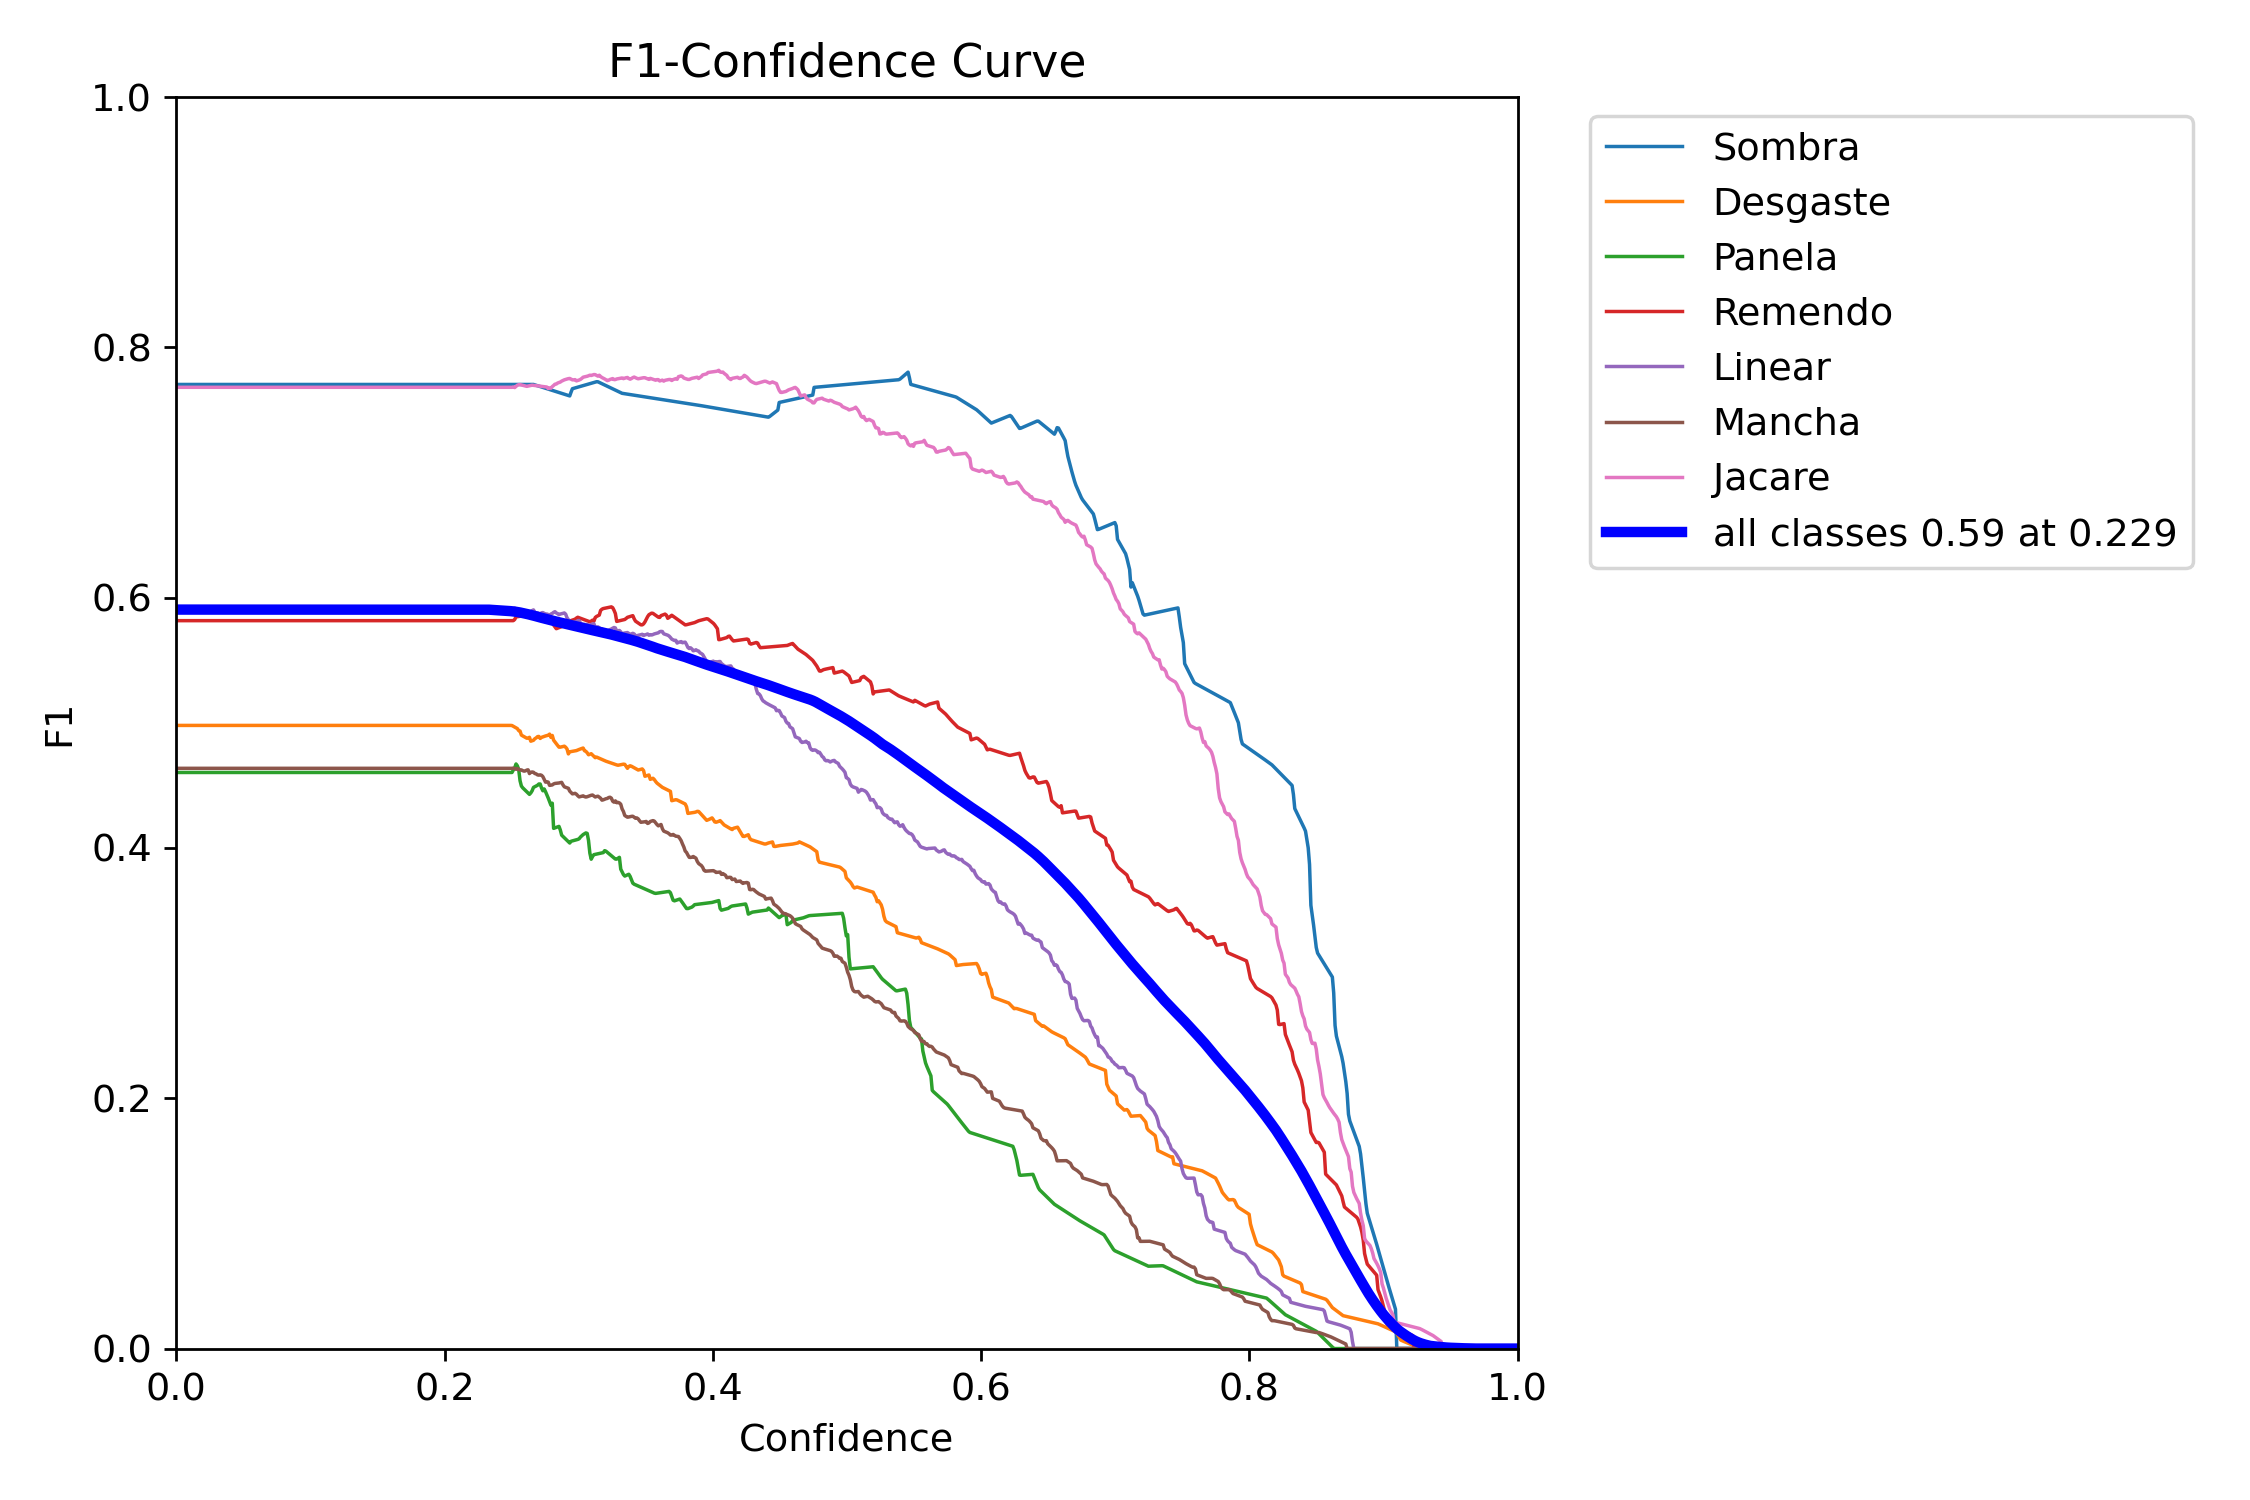 F1-Confidence Curve
1.0
0.8
0.6
0.4
0.2
0.0
F1
0.0 0.2 0.4 0.6 0.8 1.0
Confidence
Sombra
Desgaste
Panela
Remendo
Linear
Mancha
Jacare
all classes 0.59 at 0.229